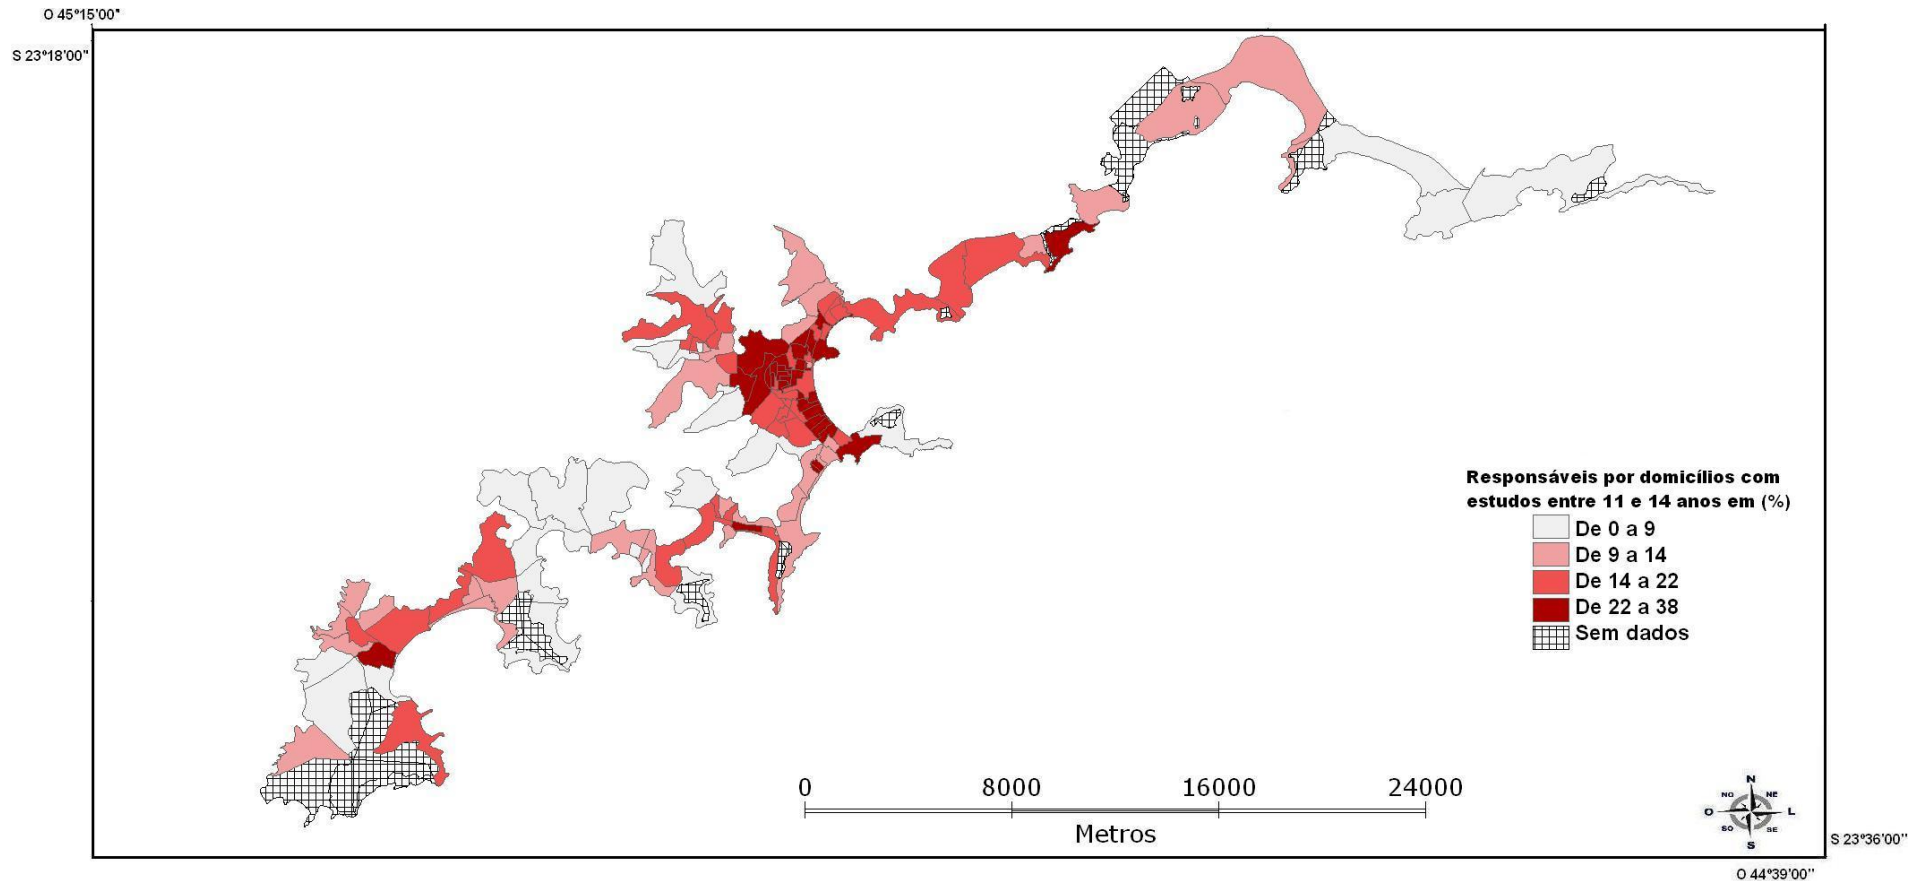 O 45°15'00"
S 23°18'00"
Responsáveis por domicílios com
estudos entre 11 e 14 anos em (%)
De 0 a 9
De 9 a 14
De 14 a 22
De 22 a 38
Sem dados
0 8000 16000 24000
Metros
N
NO NE
O L
SO SE
S
S 23°36'00"
O 44°39'00"